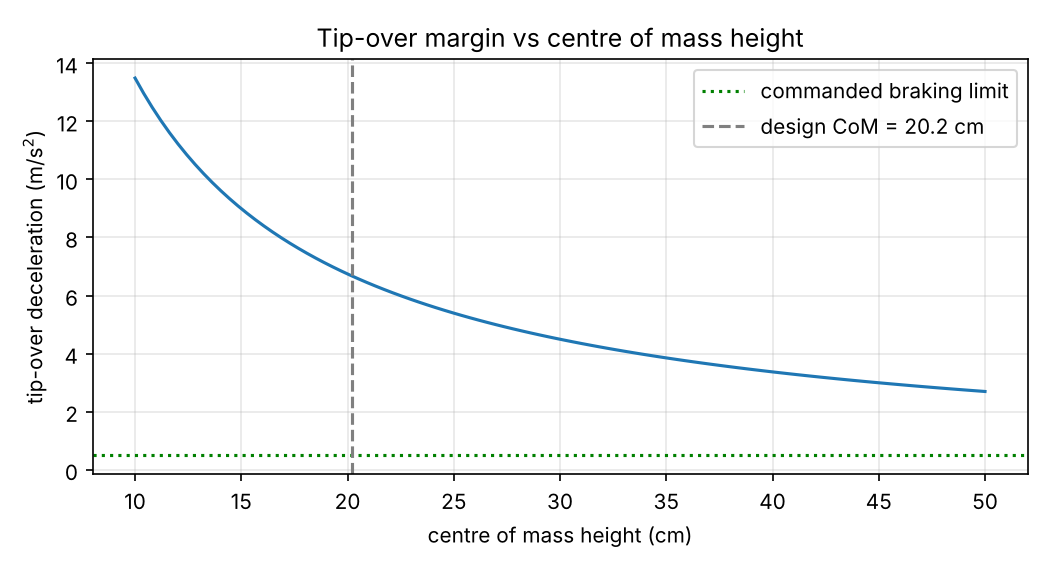 Tip-over margin vs centre of mass height
tip-over deceleration (m/s²)
14
12
10
8
6
4
2
0
commanded braking limit
design CoM = 20.2 cm
10 15 20 25 30 35 40 45 50
centre of mass height (cm)